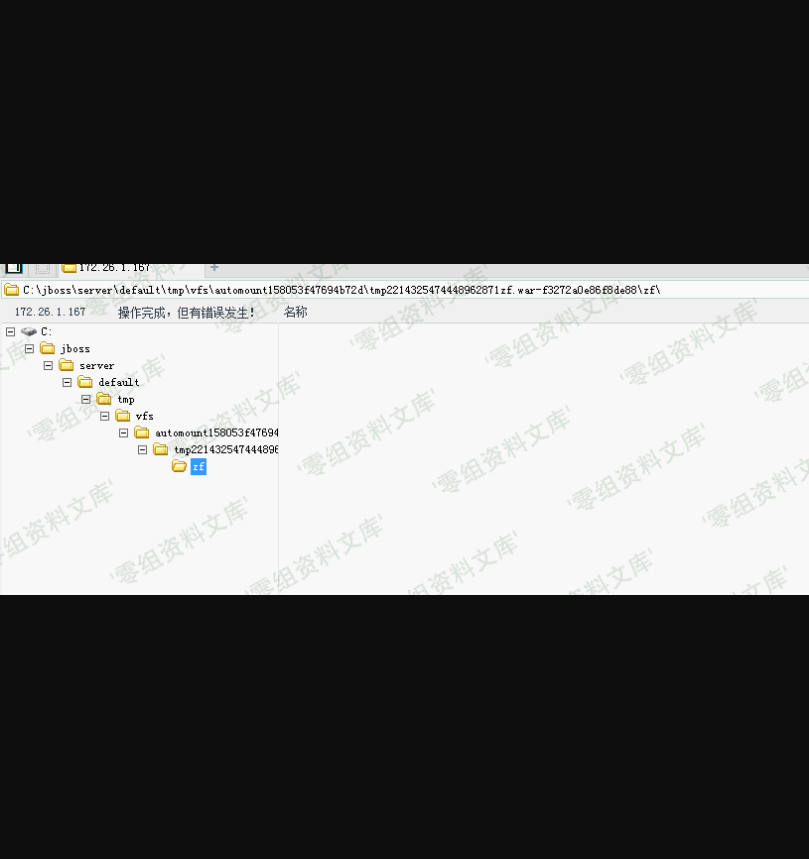 172.26.1.167
C:\jboss\server\default\tmp\vfs\automount158053f47694b72d\tmp2214325474448962871zf.war-f3272a0e86f8de88\zf\
172.26.1.167 操作完成，但有错误发生！ 名称
C:
jboss
server
default
tmp
vfs
automount158053f47694
tmp221432547444896
zf
'零组资料文库'